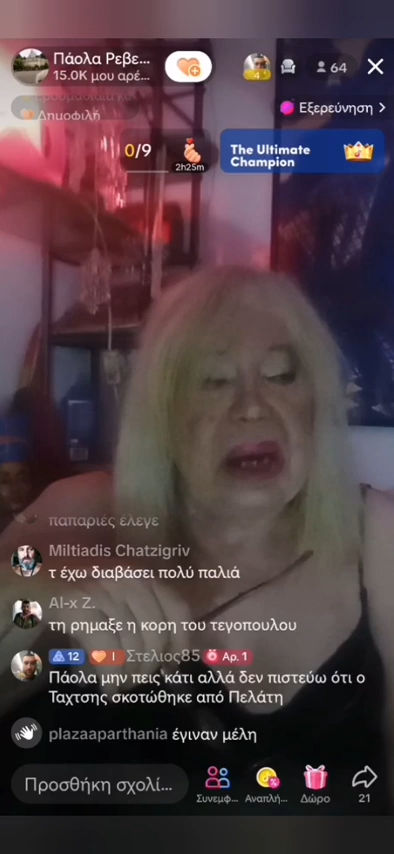 Πάολα Ρεβε...
15.0K μου αρέ...
4
64
Δημοφιλή
Εξερεύνηση
0/9
2h25m
The Ultimate
Champion
παπαριές έλεγε
Miltiadis Chatzigriv
τ έχω διαβάσει πολύ παλιά
Al-x Z.
τη ρημαξε η κορη του τεγοπουλου
12 I Στελιος85 Αρ. 1
Πάολα μην πεις κάτι αλλά δεν πιστεύω ότι ο
Ταχτσης σκοτώθηκε από Πελάτη
plazaaparthania έγιναν μέλη
Προσθήκη σχολί...
Συνεμφ...
Αναπλή...
Δώρο
21